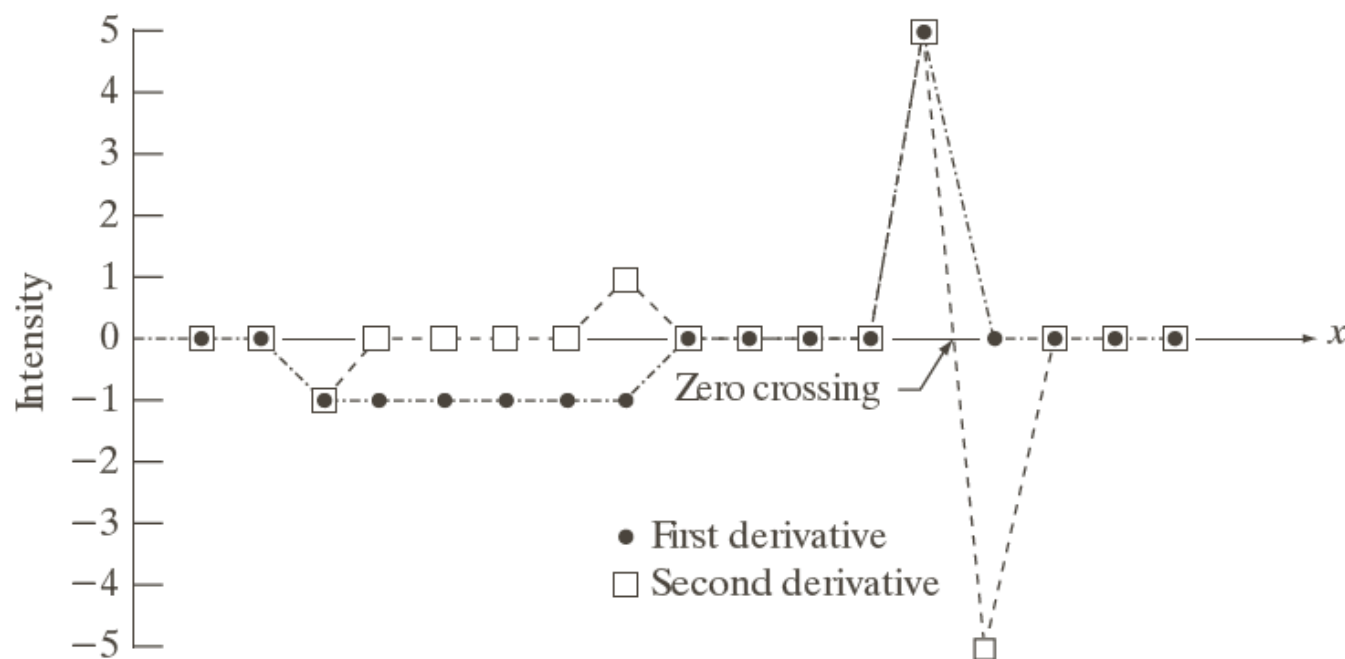 5
4
3
2
1
0
−1
−2
−3
−4
−5
Intensity
x
Zero crossing
First derivative
Second derivative